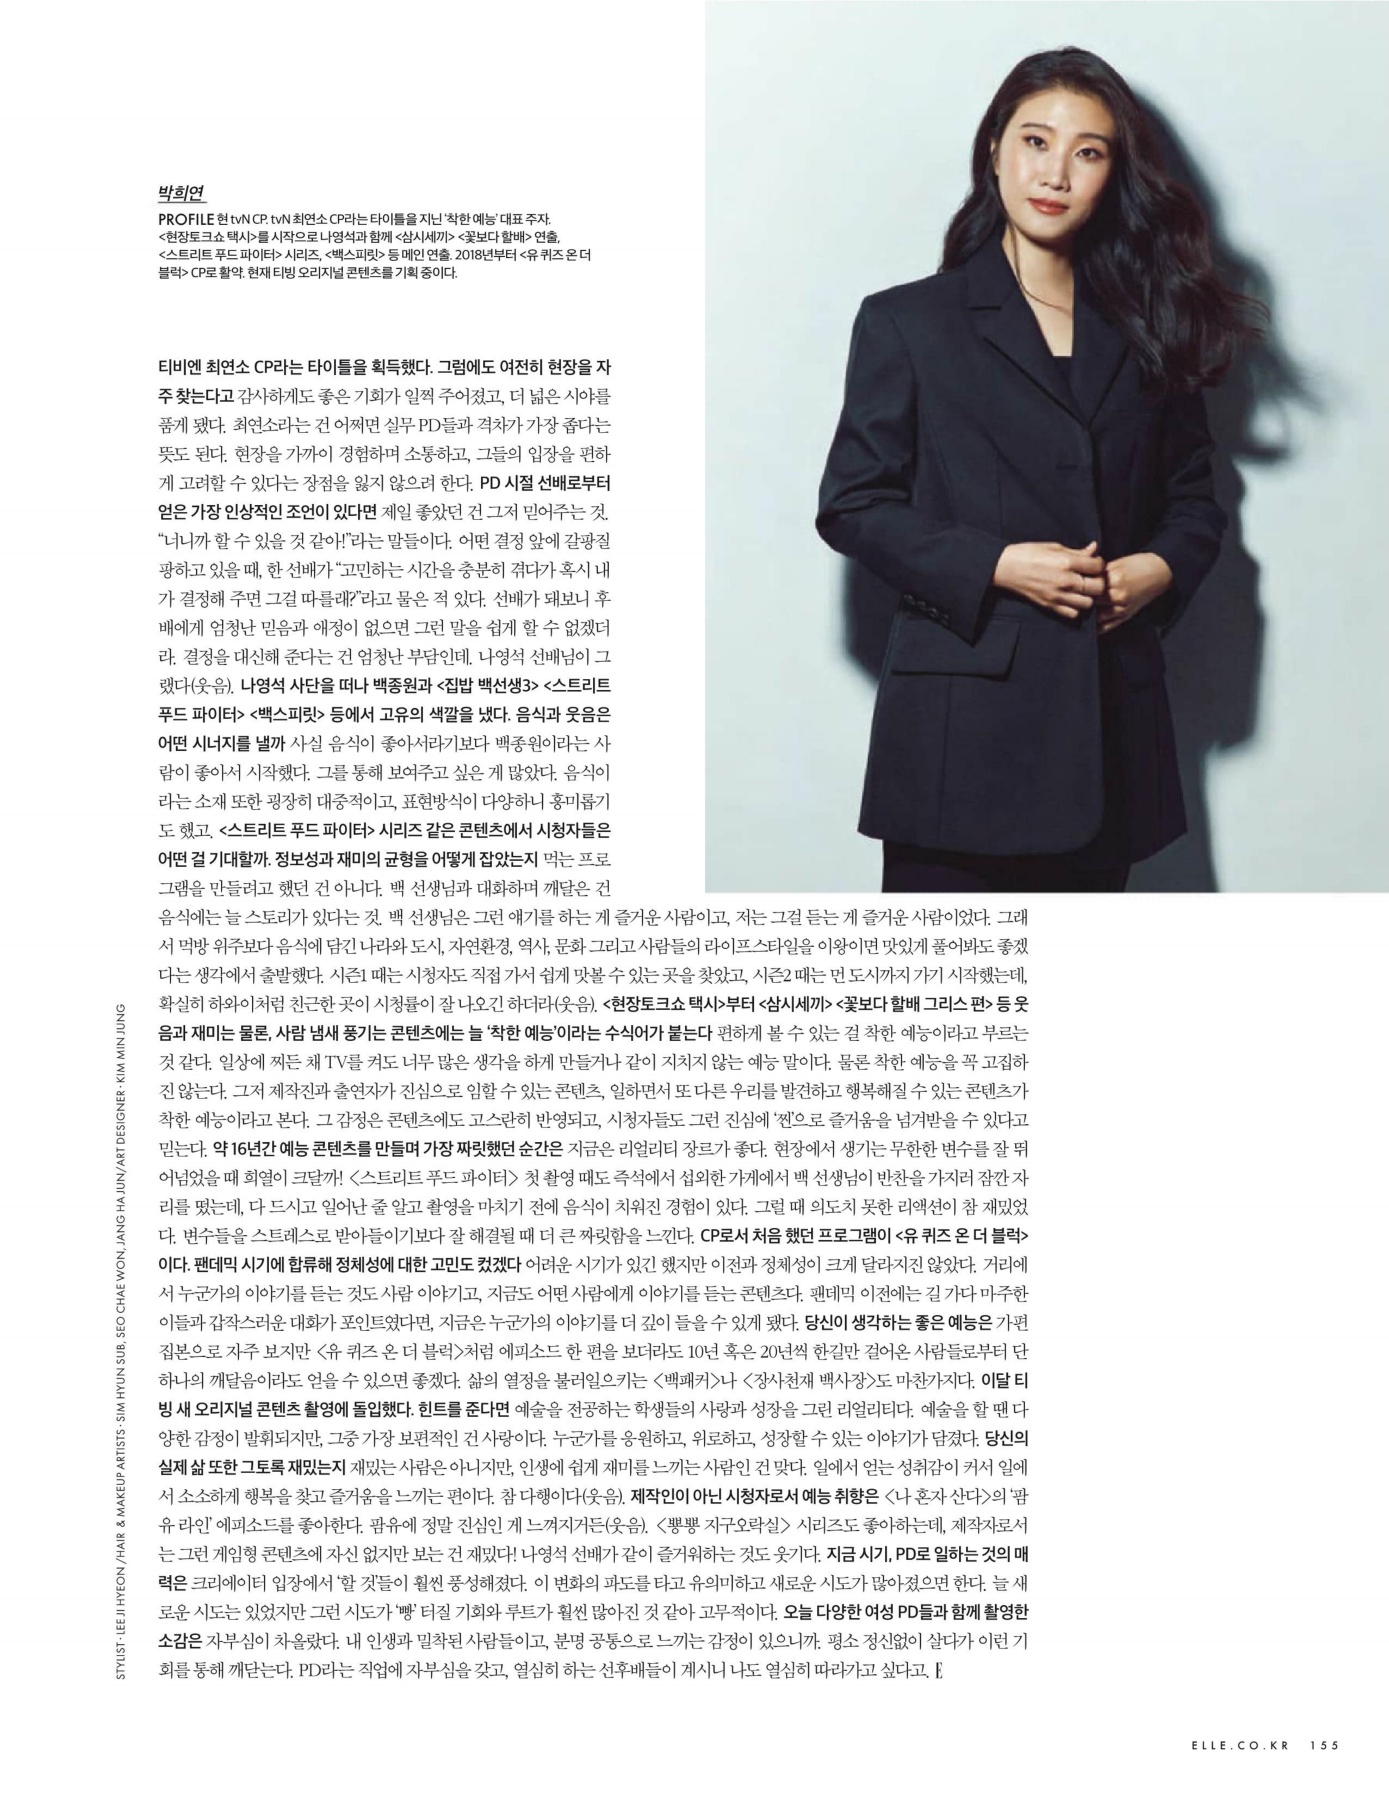 박희연
PROFILE 현 tvN CP. tvN 최연소 CP라는 타이틀을 지닌 ‘착한 예능’ 대표 주자.
<현장토크쇼 택시>를 시작으로 나영석과 함께 <삼시세끼> <꽃보다 할배> 연출,
<스트리트 푸드 파이터> 시리즈, <백스피릿> 등 메인 연출. 2018년부터 <유 퀴즈 온 더
블럭> CP로 활약. 현재 티빙 오리지널 콘텐츠를 기획 중이다.
티비엔 최연소 CP라는 타이틀을 획득했다. 그럼에도 여전히 현장을 자
주 찾는다고 감사하게도 좋은 기회가 일찍 주어졌고, 더 넓은 시야를
품게 됐다. 최연소라는 건 어쩌면 실무 PD들과 격차가 가장 좁다는
뜻도 된다. 현장을 가까이 경험하며 소통하고, 그들의 입장을 편하
게 고려할 수 있다는 장점을 잃지 않으려 한다. PD 시절 선배로부터
얻은 가장 인상적인 조언이 있다면 제일 좋았던 건 그저 믿어주는 것.
“너니까 할 수 있을 것 같아!”라는 말들이다. 어떤 결정 앞에 갈팡질
팡하고 있을 때, 한 선배가 “고민하는 시간을 충분히 겪다가 혹시 내
가 결정해 주면 그걸 따를래?”라고 물은 적 있다. 선배가 돼보니 후
배에게 엄청난 믿음과 애정이 없으면 그런 말을 쉽게 할 수 없겠더
라. 결정을 대신해 준다는 건 엄청난 부담인데. 나영석 선배님이 그
랬다(웃음). 나영석 사단을 떠나 백종원과 <집밥 백선생3> <스트리트
푸드 파이터> <백스피릿> 등에서 고유의 색깔을 냈다. 음식과 웃음은
어떤 시너지를 낼까 사실 음식이 좋아서라기보다 백종원이라는 사
람이 좋아서 시작했다. 그를 통해 보여주고 싶은 게 많았다. 음식이
라는 소재 또한 굉장히 대중적이고, 표현방식이 다양하니 흥미롭기
도 했고. <스트리트 푸드 파이터> 시리즈 같은 콘텐츠에서 시청자들은
어떤 걸 기대할까. 정보성과 재미의 균형을 어떻게 잡았는지 먹는 프로
그램을 만들려고 했던 건 아니다. 백 선생님과 대화하며 깨달은 건
음식에는 늘 스토리가 있다는 것. 백 선생님은 그런 얘기를 하는 게 즐거운 사람이고, 저는 그걸 듣는 게 즐거운 사람이었다. 그래
서 먹방 위주보다 음식에 담긴 나라와 도시, 자연환경, 역사, 문화 그리고 사람들의 라이프스타일을 이왕이면 맛있게 풀어봐도 좋겠
다는 생각에서 출발했다. 시즌1 때는 시청자도 직접 가서 쉽게 맛볼 수 있는 곳을 찾았고, 시즌2 때는 먼 도시까지 가기 시작했는데,
확실히 하와이처럼 친근한 곳이 시청률이 잘 나오긴 하더라(웃음). <현장토크쇼 택시>부터 <삼시세끼> <꽃보다 할배 그리스 편> 등 웃
음과 재미는 물론, 사람 냄새 풍기는 콘텐츠에는 늘 ‘착한 예능’이라는 수식어가 붙는다 편하게 볼 수 있는 걸 착한 예능이라고 부르는
것 같다. 일상에 찌든 채 TV를 켜도 너무 많은 생각을 하게 만들거나 같이 지치지 않는 예능 말이다. 물론 착한 예능을 꼭 고집하
진 않는다. 그저 제작진과 출연자가 진심으로 임할 수 있는 콘텐츠, 일하면서 또 다른 우리를 발견하고 행복해질 수 있는 콘텐츠가
착한 예능이라고 본다. 그 감정은 콘텐츠에도 고스란히 반영되고, 시청자들도 그런 진심에 ‘찐’으로 즐거움을 넘겨받을 수 있다고
믿는다. 약 16년간 예능 콘텐츠를 만들며 가장 짜릿했던 순간은 지금은 리얼리티 장르가 좋다. 현장에서 생기는 무한한 변수를 잘 뛰
어넘었을 때 희열이 크달까! <스트리트 푸드 파이터> 첫 촬영 때도 즉석에서 섭외한 가게에서 백 선생님이 반찬을 가지러 잠깐 자
리를 떴는데, 다 드시고 일어난 줄 알고 촬영을 마치기 전에 음식이 치워진 경험이 있다. 그럴 때 의도치 못한 리액션이 참 재밌었
다. 변수들을 스트레스로 받아들이기보다 잘 해결될 때 더 큰 짜릿함을 느낀다. CP로서 처음 했던 프로그램이 <유 퀴즈 온 더 블럭>
이다. 팬데믹 시기에 합류해 정체성에 대한 고민도 컸겠다 어려운 시기가 있긴 했지만 이전과 정체성이 크게 달라지진 않았다. 거리에
서 누군가의 이야기를 듣는 것도 사람 이야기고, 지금도 어떤 사람에게 이야기를 듣는 콘텐츠다. 팬데믹 이전에는 길 가다 마주한
이들과 갑작스러운 대화가 포인트였다면, 지금은 누군가의 이야기를 더 깊이 들을 수 있게 됐다. 당신이 생각하는 좋은 예능은 가편
집본으로 자주 보지만 <유 퀴즈 온 더 블럭>처럼 에피소드 한 편을 보더라도 10년 혹은 20년씩 한길만 걸어온 사람들로부터 단
하나의 깨달음이라도 얻을 수 있으면 좋겠다. 삶의 열정을 불러일으키는 <백패커>나 <장사천재 백사장>도 마찬가지다. 이달 티
빙 새 오리지널 콘텐츠 촬영에 돌입했다. 힌트를 준다면 예술을 전공하는 학생들의 사랑과 성장을 그린 리얼리티다. 예술을 할 땐 다
양한 감정이 발휘되지만, 그중 가장 보편적인 건 사랑이다. 누군가를 응원하고, 위로하고, 성장할 수 있는 이야기가 담겼다. 당신의
실제 삶 또한 그토록 재밌는지 재밌는 사람은 아니지만, 인생에 쉽게 재미를 느끼는 사람인 건 맞다. 일에서 얻는 성취감이 커서 일에
서 소소하게 행복을 찾고 즐거움을 느끼는 편이다. 참 다행이다(웃음). 제작인이 아닌 시청자로서 예능 취향은 <나 혼자 산다>의 ‘팜
유 라인’ 에피소드를 좋아한다. 팜유에 정말 진심인 게 느껴지거든(웃음). <뿅뿅 지구오락실> 시리즈도 좋아하는데, 제작자로서
는 그런 게임형 콘텐츠에 자신 없지만 보는 건 재밌다! 나영석 선배가 같이 즐거워하는 것도 웃기다. 지금 시기, PD로 일하는 것의 매
력은 크리에이터 입장에서 ‘할 것’들이 훨씬 풍성해졌다. 이 변화의 파도를 타고 유의미하고 새로운 시도가 많아졌으면 한다. 늘 새
로운 시도는 있었지만 그런 시도가 ‘빵’ 터질 기회와 루트가 훨씬 많아진 것 같아 고무적이다. 오늘 다양한 여성 PD들과 함께 촬영한
소감은 자부심이 차올랐다. 내 인생과 밀착된 사람들이고, 분명 공통으로 느끼는 감정이 있으니까. 평소 정신없이 살다가 이런 기
회를 통해 깨닫는다. PD라는 직업에 자부심을 갖고, 열심히 하는 선후배들이 계시니 나도 열심히 따라가고 싶다고. E
STYLIST · LEE JI HYEON / HAIR & MAKEUP ARTISTS · SIM HYUN SUB, SEO CHAE WON, JANG HA JUN / ART DESIGNER · KIM MIN JUNG
ELLE.CO.KR 155